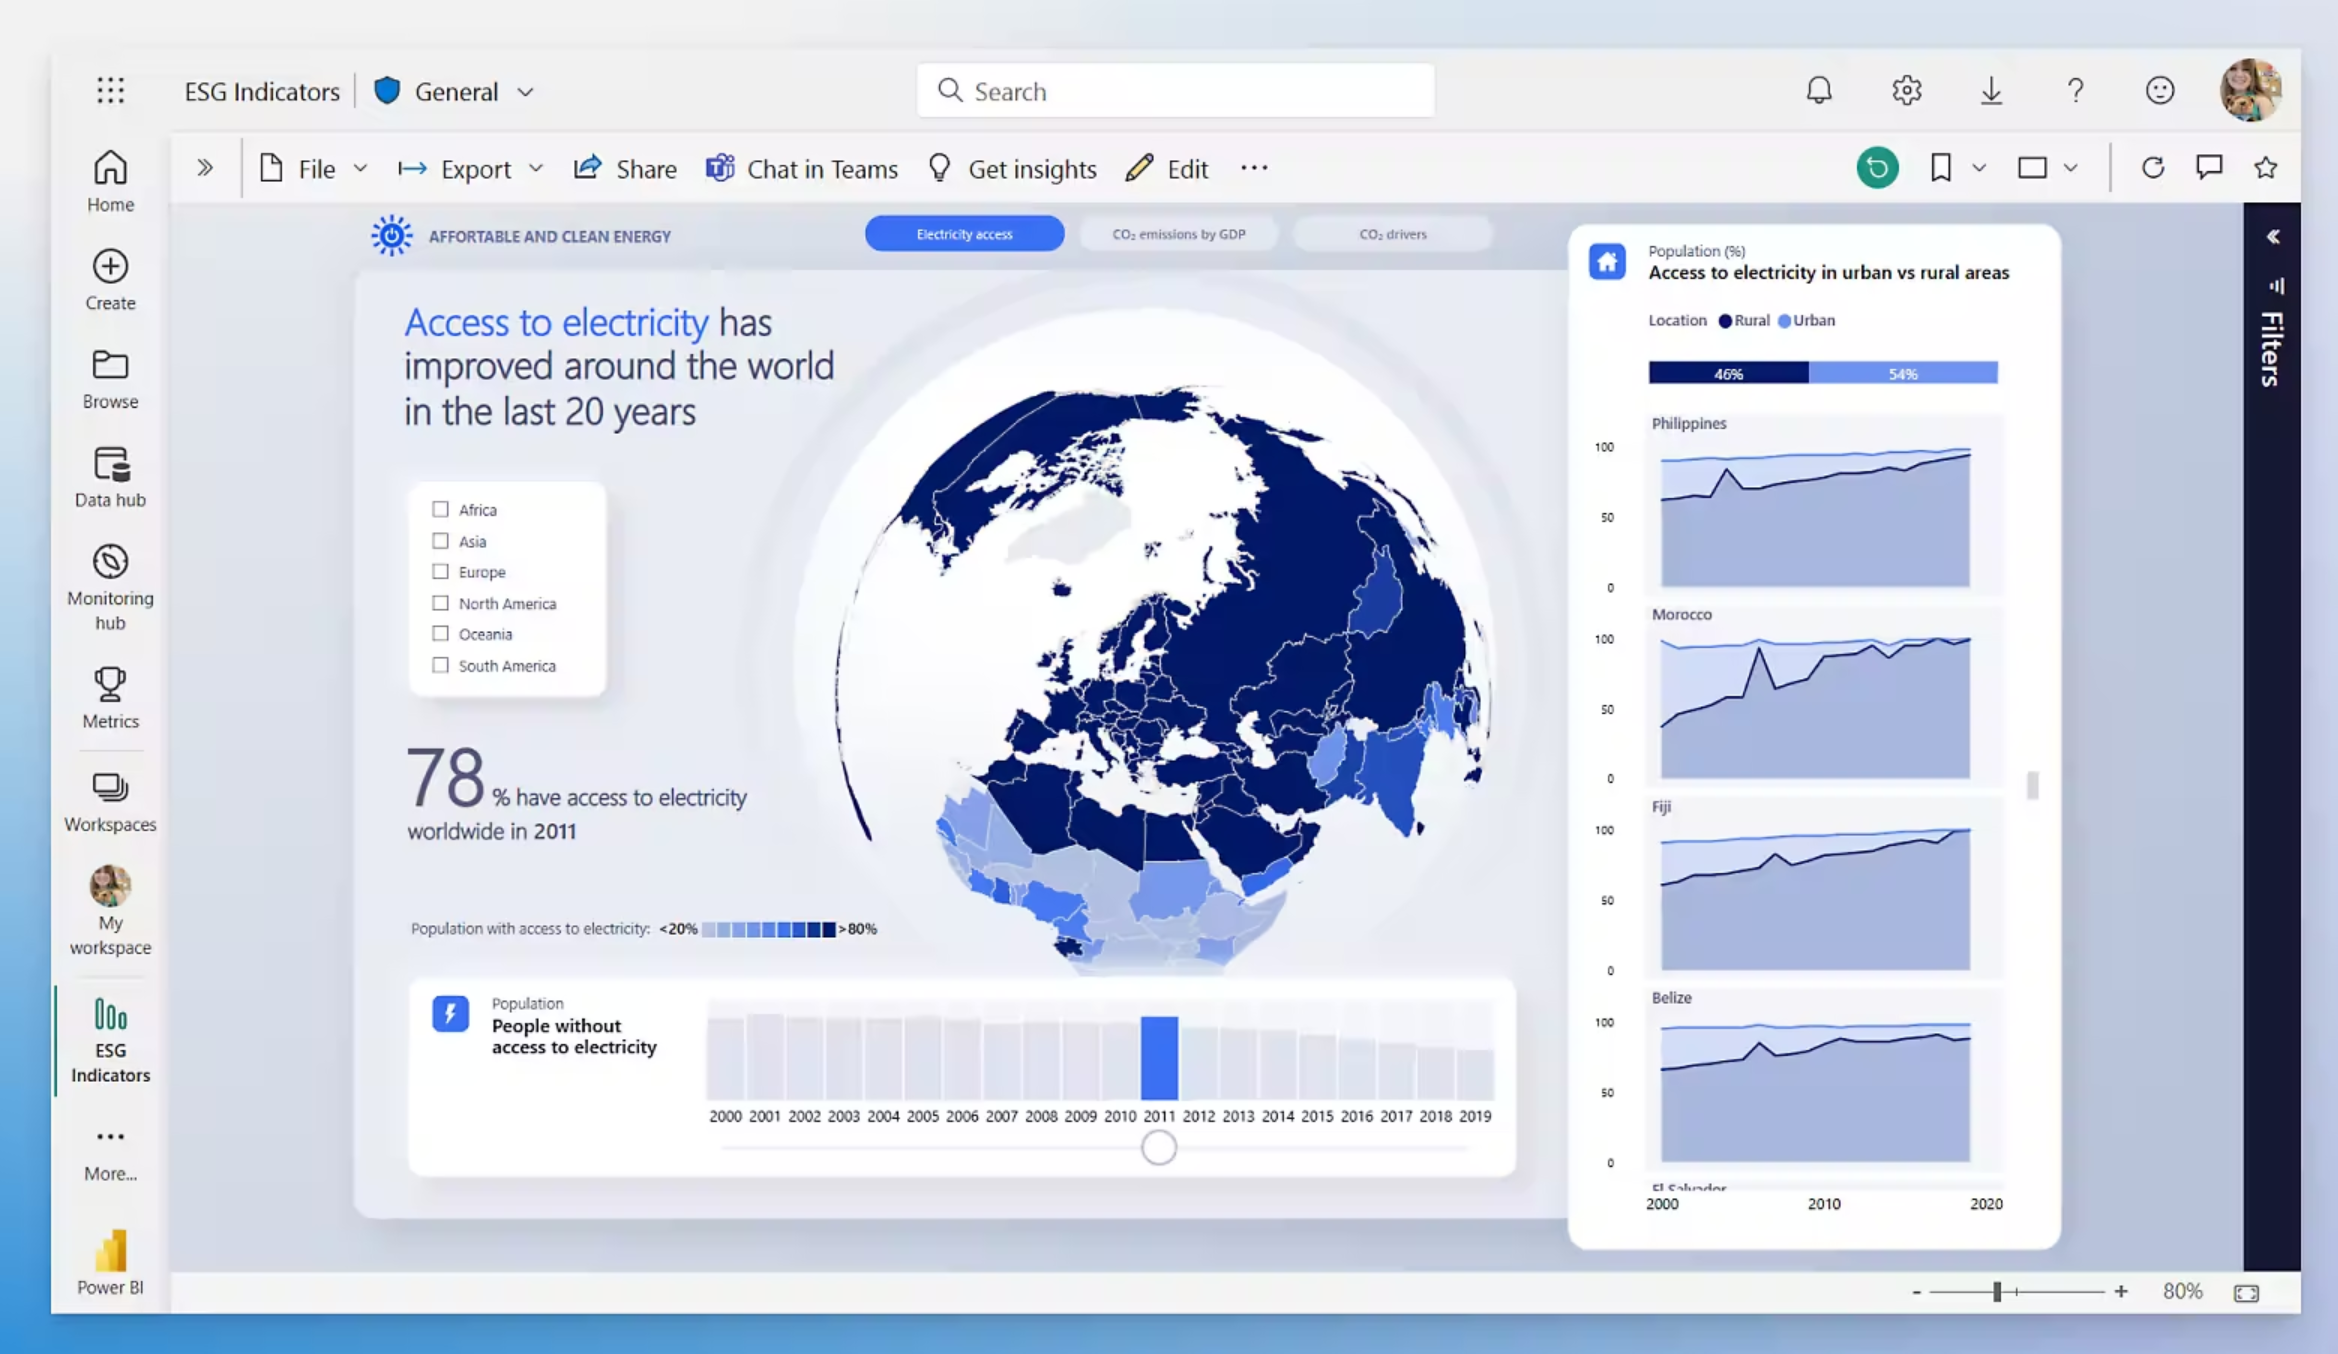 ESG Indicators
General
Search
Home
Create
Browse
Data hub
Monitoring
hub
Metrics
Workspaces
My
workspace
ESG
Indicators
More...
Power BI
File
Export
Share
Chat in Teams
Get insights
Edit
AFFORTABLE AND CLEAN ENERGY
Electricity access
CO₂ emissions by GDP
CO₂ drivers
Access to electricity has
improved around the world
in the last 20 years
Africa
Asia
Europe
North America
Oceania
South America
78 % have access to electricity
worldwide in 2011
Population with access to electricity: <20% >80%
Population
People without
access to electricity
2000 2001 2002 2003 2004 2005 2006 2007 2008 2009 2010 2011 2012 2013 2014 2015 2016 2017 2018 2019
Population (%)
Access to electricity in urban vs rural areas
Location Rural Urban
46% 54%
Philippines
100
50
0
Morocco
100
50
0
Fiji
100
50
0
Belize
100
50
0
El Salvador
2000 2010 2020
Filters
- + 80%